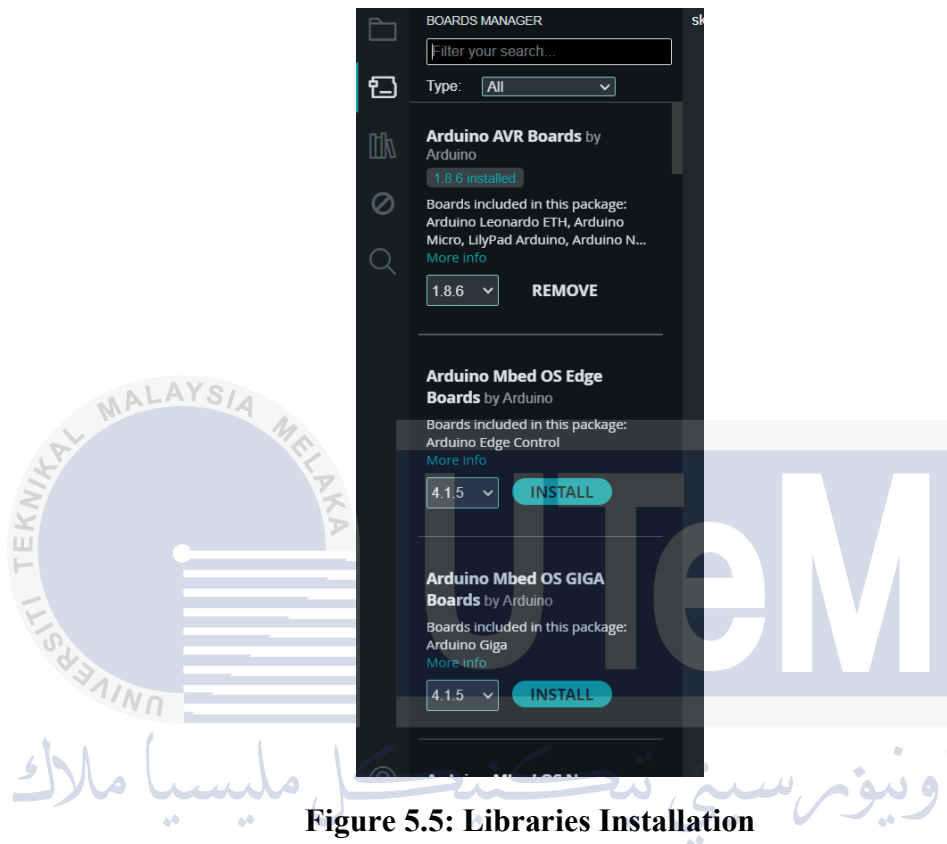 BOARDS MANAGER
sk
Filter your search...
Type: All
Arduino AVR Boards by
Arduino
1.8.6 installed
Boards included in this package:
Arduino Leonardo ETH, Arduino
Micro, LilyPad Arduino, Arduino N...
More info
1.8.6 REMOVE
Arduino Mbed OS Edge
Boards by Arduino
Boards included in this package:
Arduino Edge Control
More info
4.1.5 INSTALL
Arduino Mbed OS GIGA
Boards by Arduino
Boards included in this package:
Arduino Giga
More info
4.1.5 INSTALL
UNIVERSITI TEKNIKAL MALAYSIA MELAKA
UTeM
اونيۏرسيتي تيكنيكل مليسيا ملاك
Figure 5.5: Libraries Installation